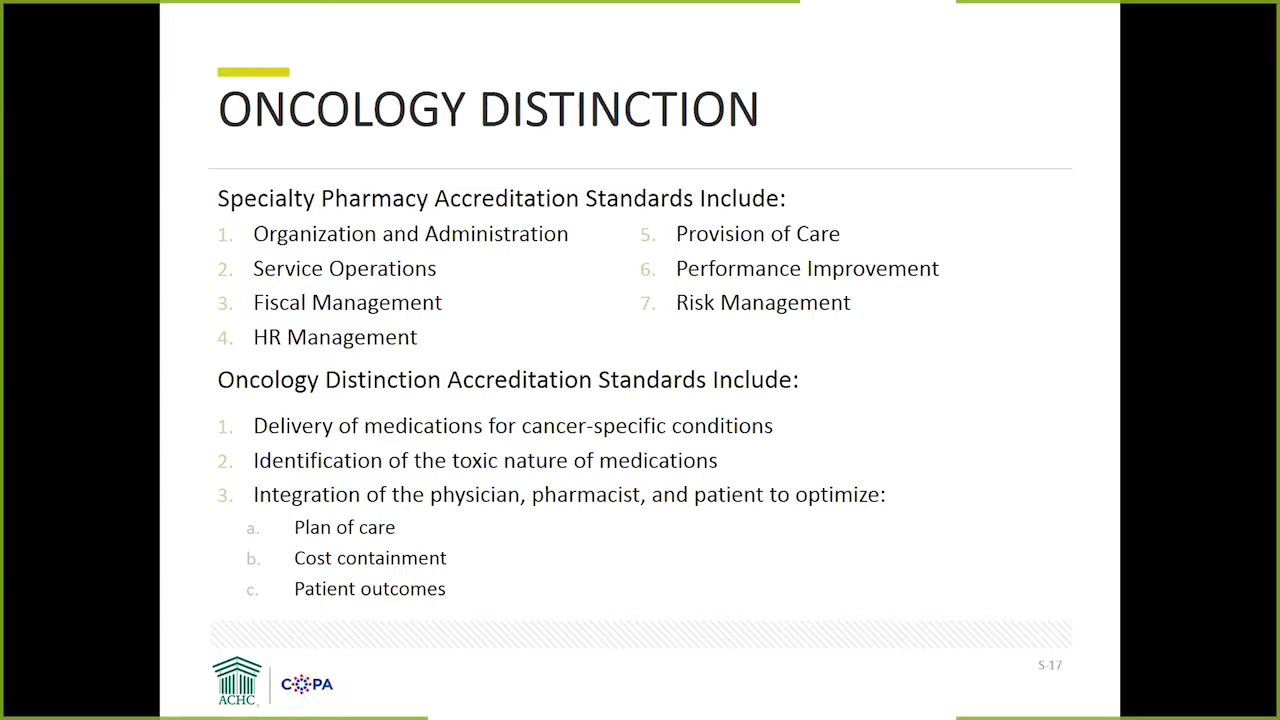 ONCOLOGY DISTINCTION
Specialty Pharmacy Accreditation Standards Include:
1. Organization and Administration
2. Service Operations
3. Fiscal Management
4. HR Management
5. Provision of Care
6. Performance Improvement
7. Risk Management
Oncology Distinction Accreditation Standards Include:
1. Delivery of medications for cancer-specific conditions
2. Identification of the toxic nature of medications
3. Integration of the physician, pharmacist, and patient to optimize:
a. Plan of care
b. Cost containment
c. Patient outcomes
ACHC
COPA
S-17